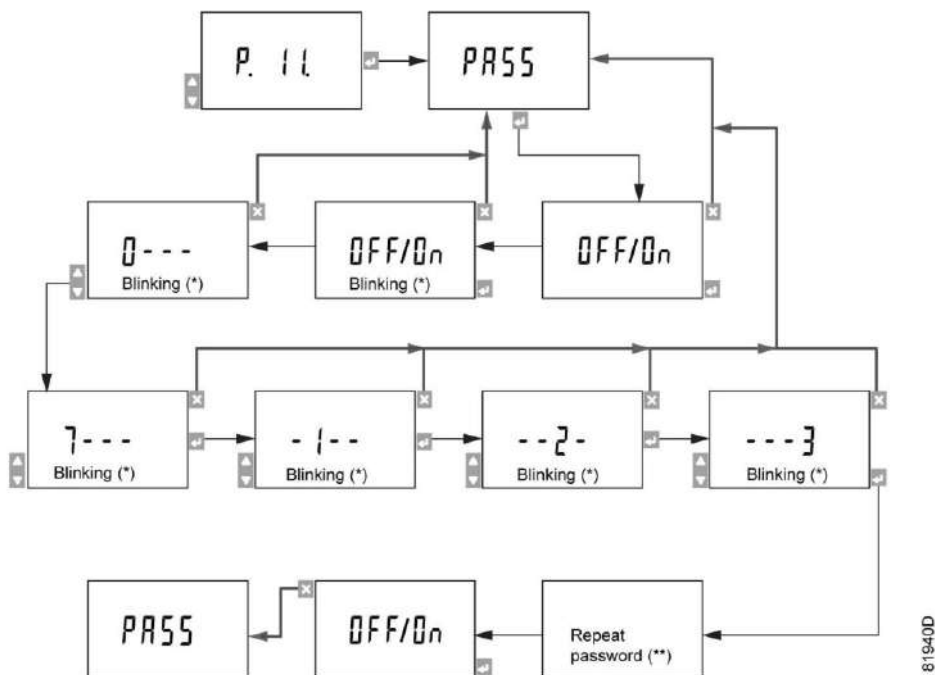 P. 11.
PASS
0---
Blinking (*)
OFF/On
Blinking (*)
OFF/On
7---
Blinking (*)
-1--
Blinking (*)
--2-
Blinking (*)
---3
Blinking (*)
PASS
OFF/On
Repeat
password (**)
81940D